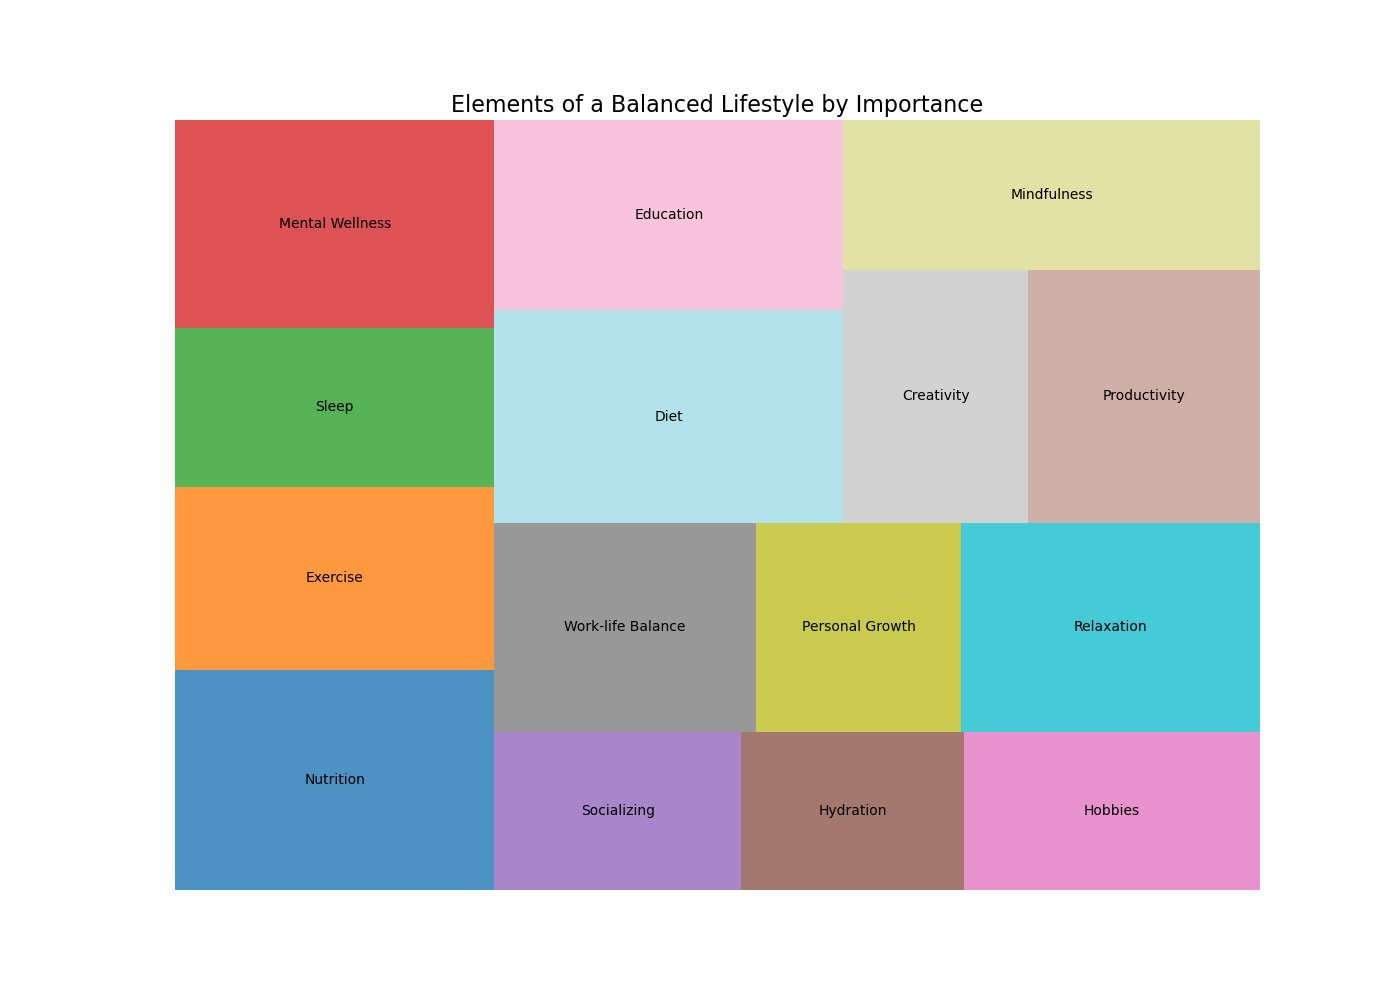 Elements of a Balanced Lifestyle by Importance
Mental Wellness
Education
Mindfulness
Sleep
Diet
Creativity
Productivity
Exercise
Work-life Balance
Personal Growth
Relaxation
Nutrition
Socializing
Hydration
Hobbies